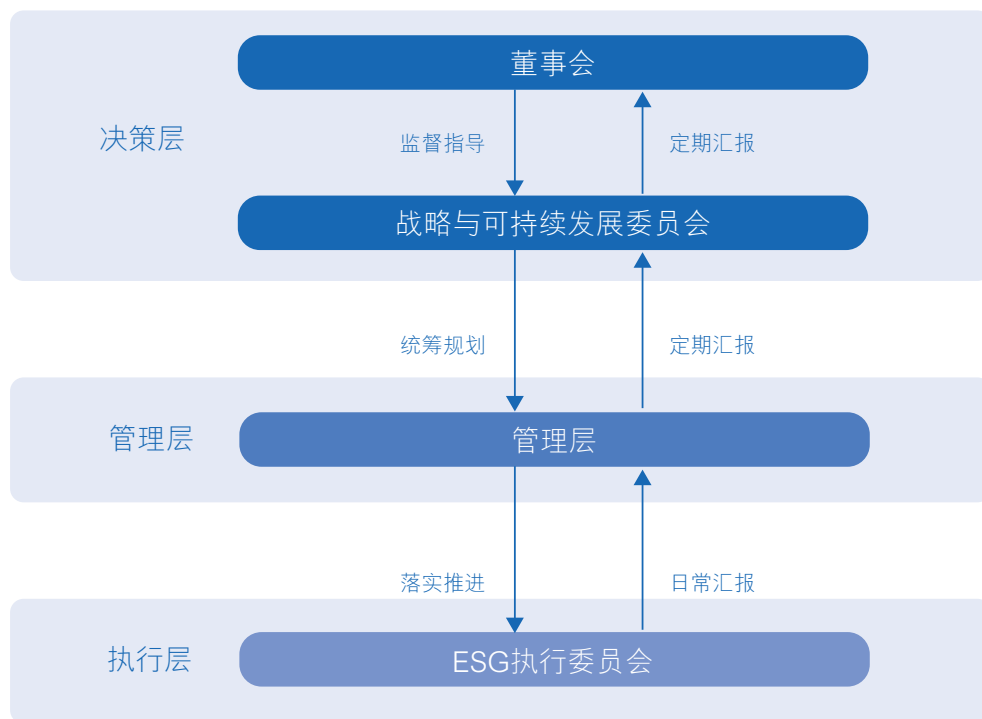 董事会
决策层
监督指导
定期汇报
战略与可持续发展委员会
统筹规划
定期汇报
管理层
管理层
落实推进
日常汇报
执行层
ESG执行委员会